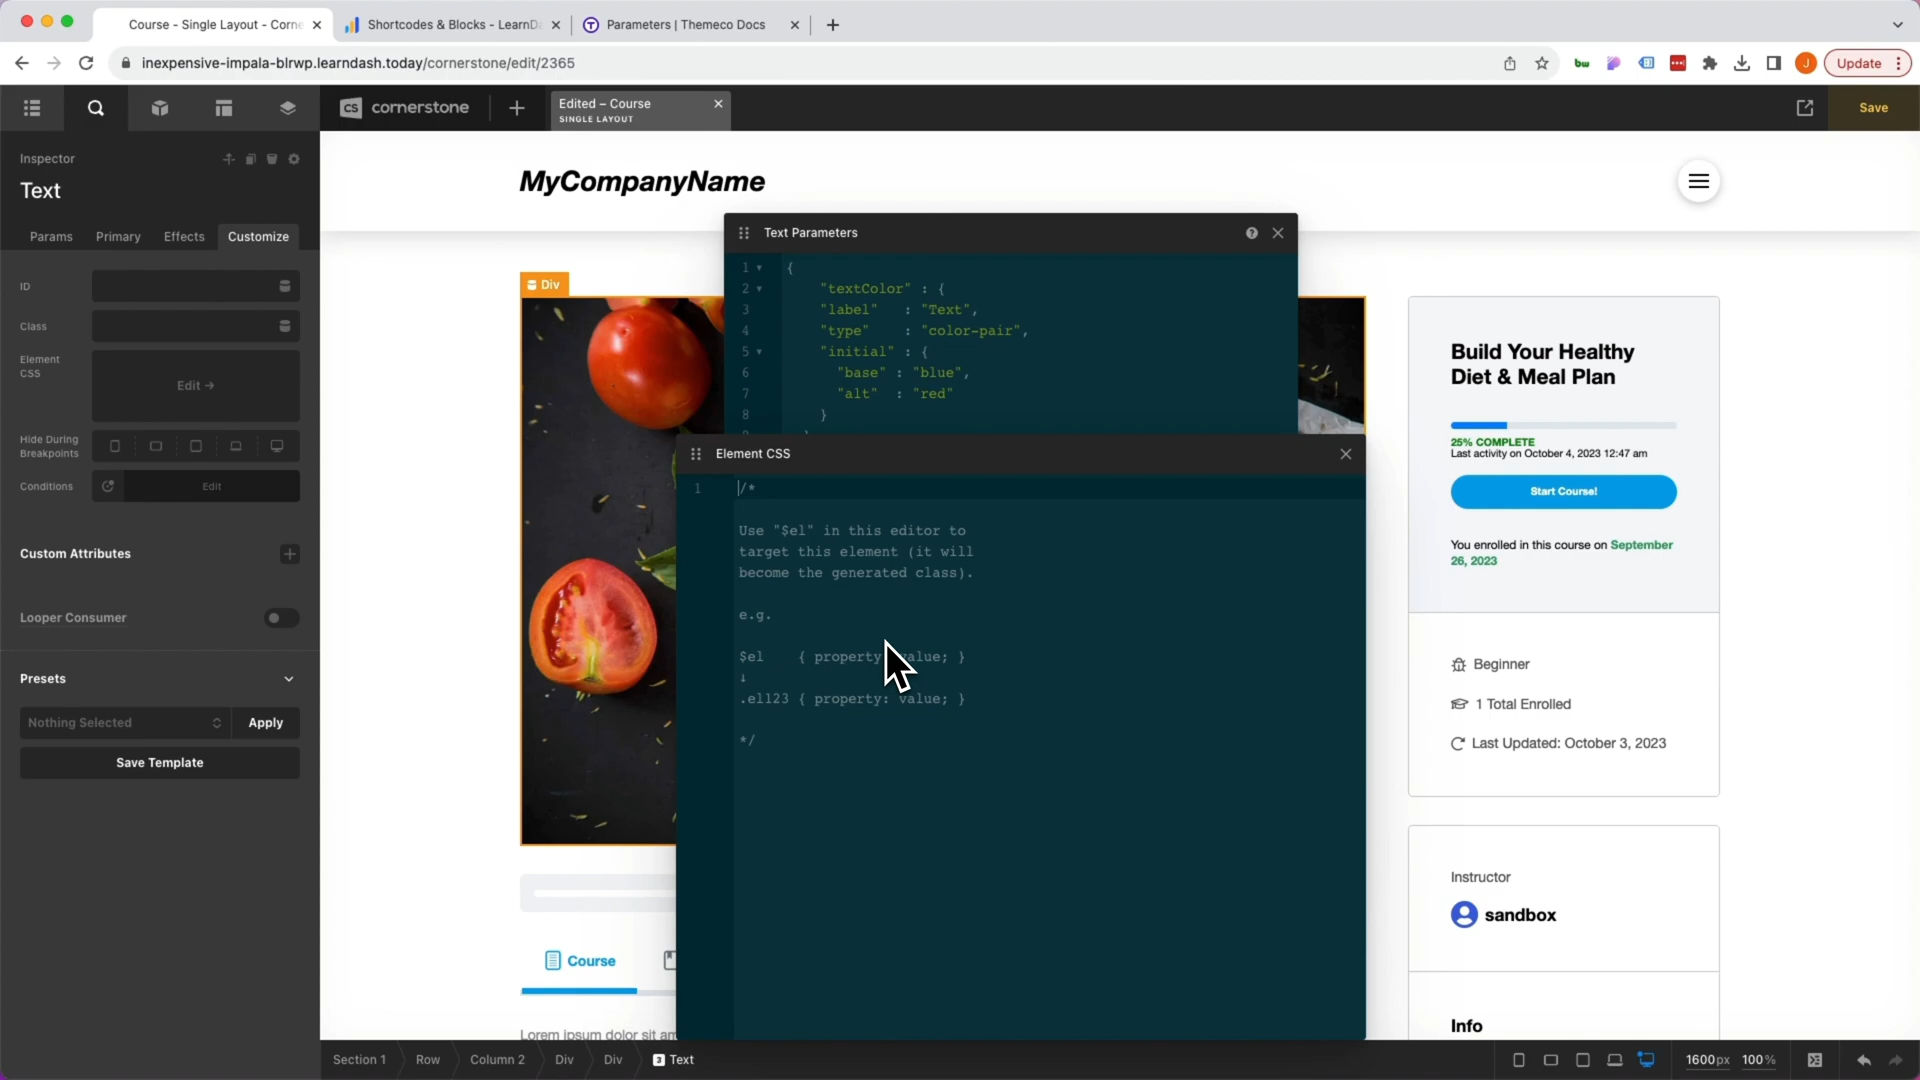 Course - Single Layout - Corne
Shortcodes & Blocks - LearnDa
Parameters | Themeco Docs
inexpensive-impala-blrwp.learndash.today/cornerstone/edit/2365
bw
J
Update
cs cornerstone
Edited – Course
SINGLE LAYOUT
Save
Inspector
Text
Params
Primary
Effects
Customize
ID
Class
Element
CSS
Edit →
Hide During
Breakpoints
Conditions
Edit
Custom Attributes
Looper Consumer
Presets
Nothing Selected
Apply
Save Template
MyCompanyName
Div
Text Parameters
1 {
2 "textColor" : {
3 "label" : "Text",
4 "type" : "color-pair",
5 "initial" : {
6 "base" : "blue",
7 "alt" : "red"
8 }
Element CSS
1 /*
Use "$el" in this editor to
target this element (it will
become the generated class).
e.g.
$el { property value; }
↓
.el123 { property: value; }
*/
Course
Lorem ipsum dolor sit am
Build Your Healthy
Diet & Meal Plan
25% COMPLETE
Last activity on October 4, 2023 12:47 am
Start Course!
You enrolled in this course on September
26, 2023
Beginner
1 Total Enrolled
Last Updated: October 3, 2023
Instructor
sandbox
Info
Section 1
Row
Column 2
Div
Div
3 Text
1600px
100%